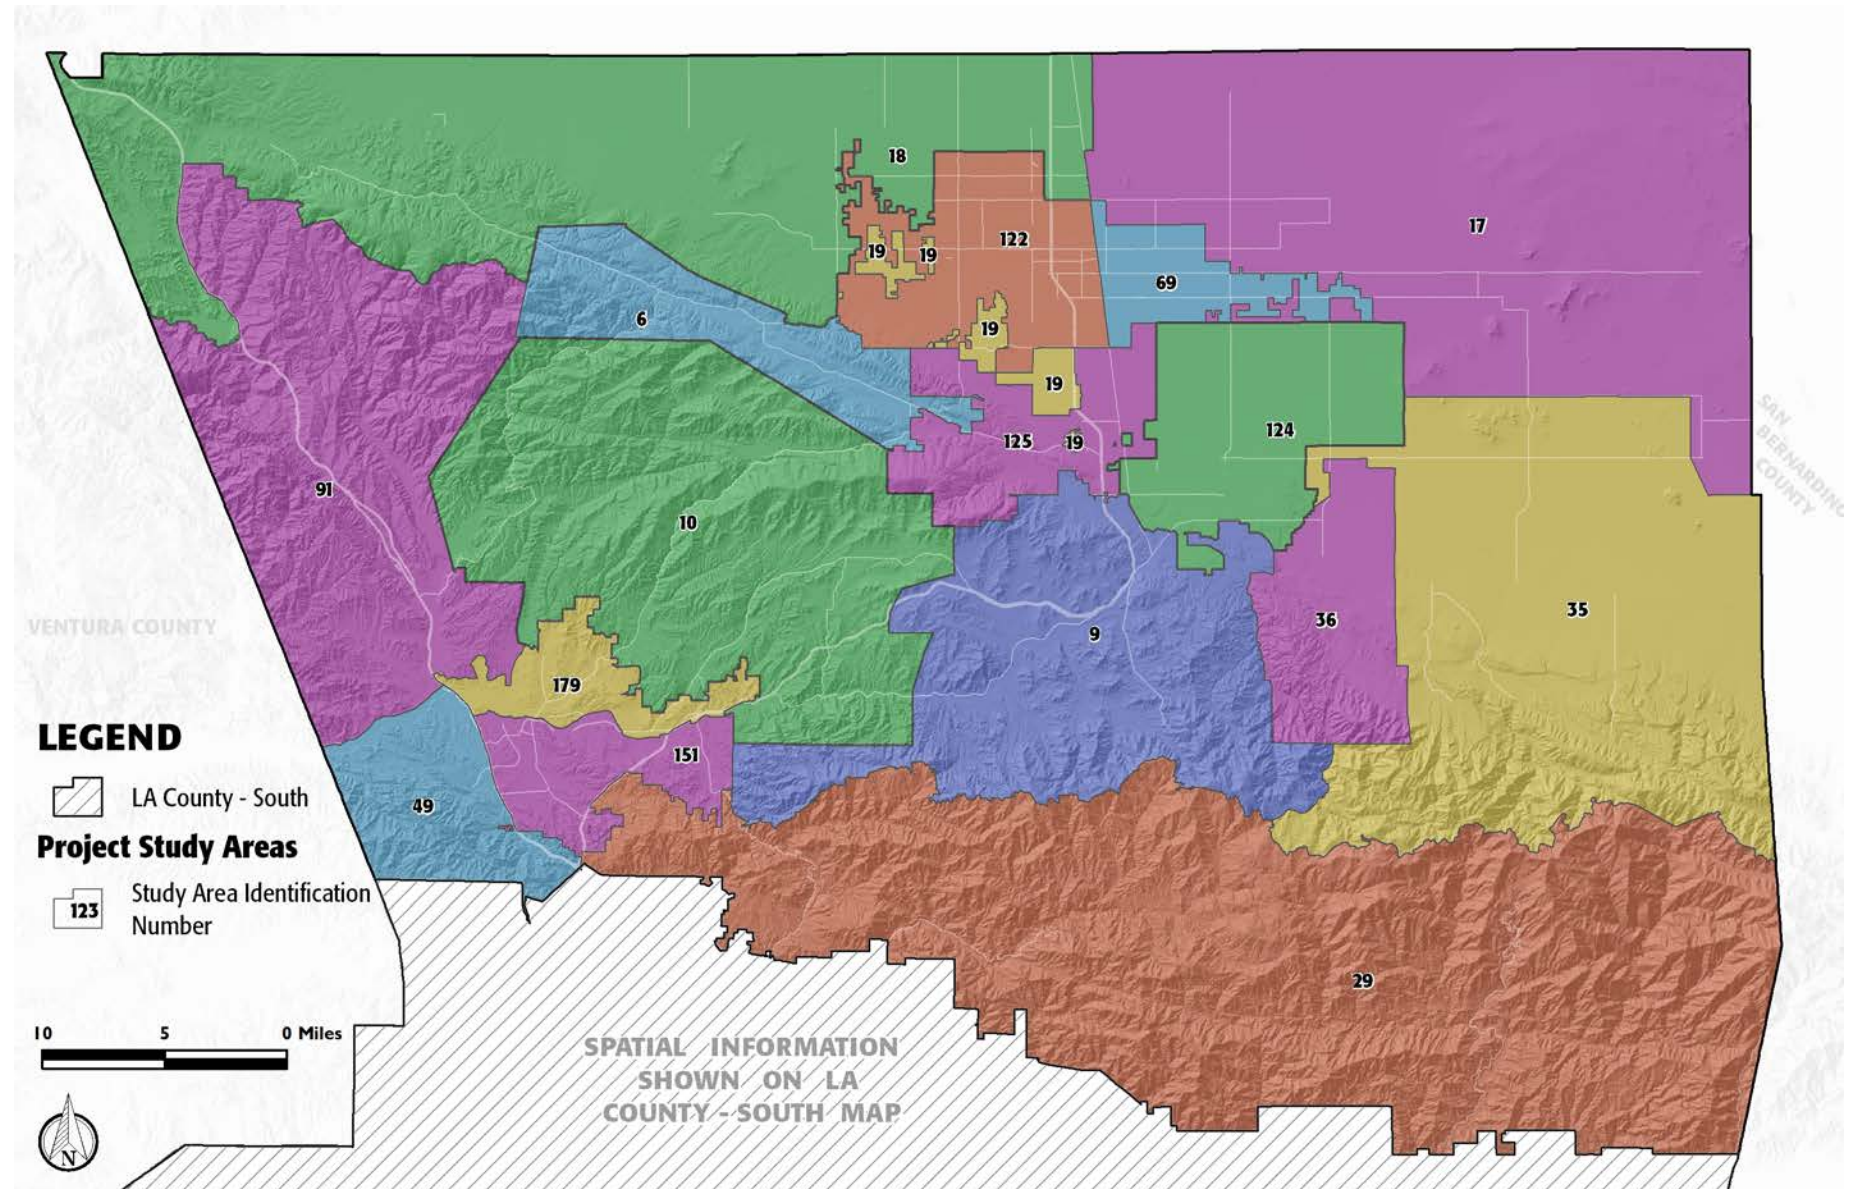 18
17
122
19
19
69
6
19
19
124
125
19
91
10
SAN
BERNARDINO
COUNTY
35
36
VENTURA COUNTY
9
179
LEGEND
151
LA County - South
49
Project Study Areas
123
Study Area Identification
Number
29
10 5 0 Miles
SPATIAL INFORMATION
SHOWN ON LA
COUNTY - SOUTH MAP
N